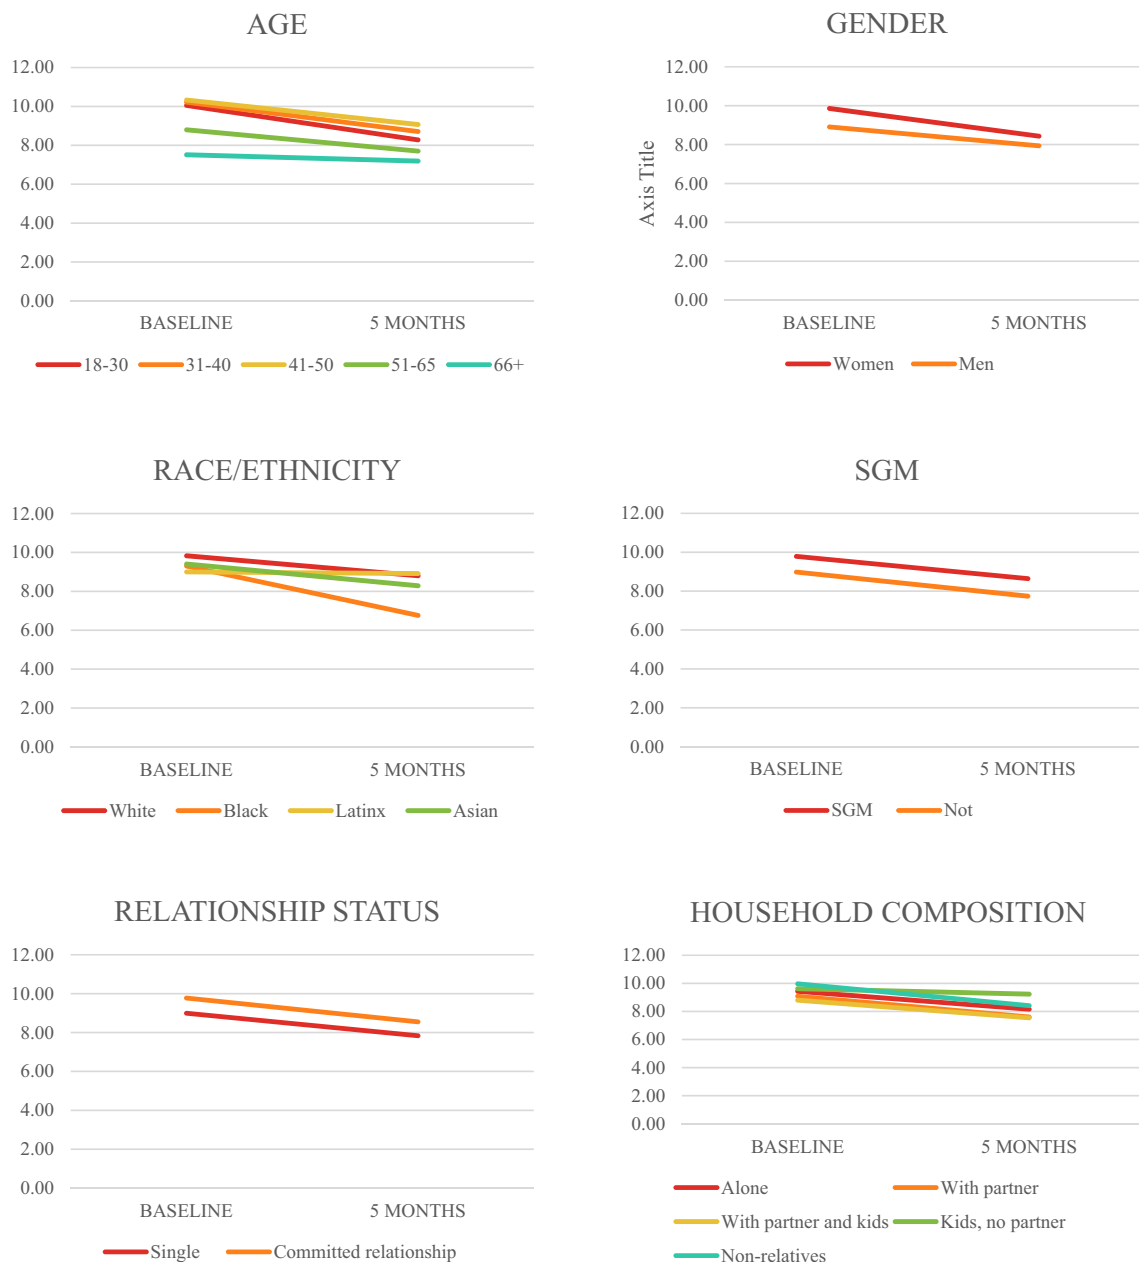 AGE
12.00
10.00
8.00
6.00
4.00
2.00
0.00
BASELINE 5 MONTHS
18-30 31-40 41-50 51-65 66+
GENDER
Axis Title
12.00
10.00
8.00
6.00
4.00
2.00
0.00
BASELINE 5 MONTHS
Women Men
RACE/ETHNICITY
12.00
10.00
8.00
6.00
4.00
2.00
0.00
BASELINE 5 MONTHS
White Black Latinx Asian
SGM
12.00
10.00
8.00
6.00
4.00
2.00
0.00
BASELINE 5 MONTHS
SGM Not
RELATIONSHIP STATUS
12.00
10.00
8.00
6.00
4.00
2.00
0.00
BASELINE 5 MONTHS
Single Committed relationship
HOUSEHOLD COMPOSITION
12.00
10.00
8.00
6.00
4.00
2.00
0.00
BASELINE 5 MONTHS
Alone With partner
With partner and kids Kids, no partner
Non-relatives